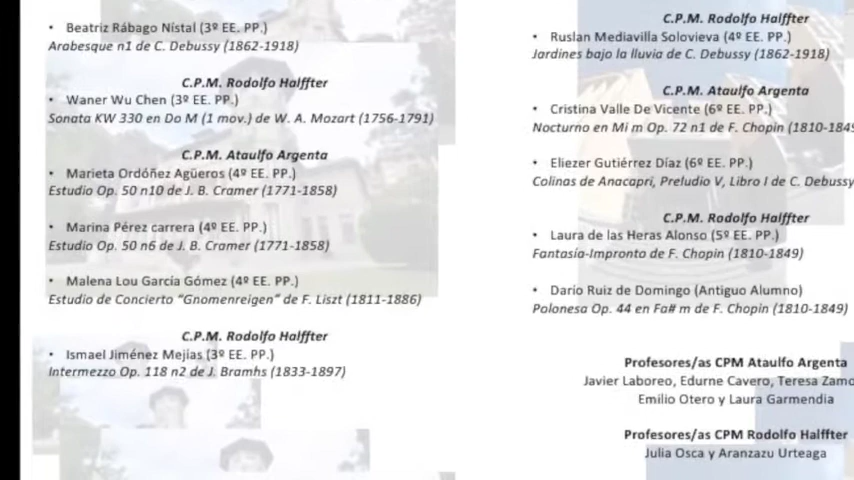 • Beatriz Rábago Nistal (3º EE. PP.)
Arabesque n1 de C. Debussy (1862-1918)
C.P.M. Rodolfo Halffter
• Waner Wu Chen (3º EE. PP.)
Sonata KW 330 en Do M (1 mov.) de W. A. Mozart (1756-1791)
C.P.M. Ataulfo Argenta
• Marieta Ordóñez Agüeros (4º EE. PP.)
Estudio Op. 50 n10 de J. B. Cramer (1771-1858)
• Marina Pérez carrera (4º EE. PP.)
Estudio Op. 50 n6 de J. B. Cramer (1771-1858)
• Malena Lou García Gómez (4º EE. PP.)
Estudio de Concierto "Gnomenreigen" de F. Liszt (1811-1886)
C.P.M. Rodolfo Halffter
• Ismael Jiménez Mejías (3º EE. PP.)
Intermezzo Op. 118 n2 de J. Bramhs (1833-1897)
C.P.M. Rodolfo Halffter
• Ruslan Mediavilla Solovieva (4º EE. PP.)
Jardines bajo la lluvia de C. Debussy (1862-1918)
C.P.M. Ataulfo Argenta
• Cristina Valle De Vicente (6º EE. PP.)
Nocturno en Mi m Op. 72 n1 de F. Chopin (1810-1849
• Eliezer Gutiérrez Díaz (6º EE. PP.)
Colinas de Anacapri, Preludio V, Libro I de C. Debussy
C.P.M. Rodolfo Halffter
• Laura de las Heras Alonso (5º EE. PP.)
Fantasía-Impronto de F. Chopin (1810-1849)
• Darío Ruiz de Domingo (Antiguo Alumno)
Polonesa Op. 44 en Fa# m de F. Chopin (1810-1849)
Profesores/as CPM Ataulfo Argenta
Javier Laboreo, Edurne Cavero, Teresa Zamo
Emilio Otero y Laura Garmendia
Profesores/as CPM Rodolfo Halffter
Julia Osca y Aranzazu Urteaga